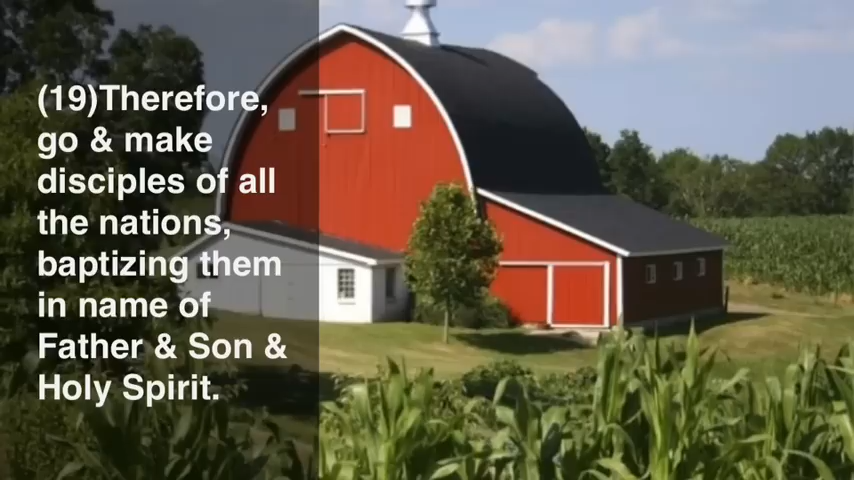 (19)Therefore,
go & make
disciples of all
the nations,
baptizing them
in name of
Father & Son &
Holy Spirit.